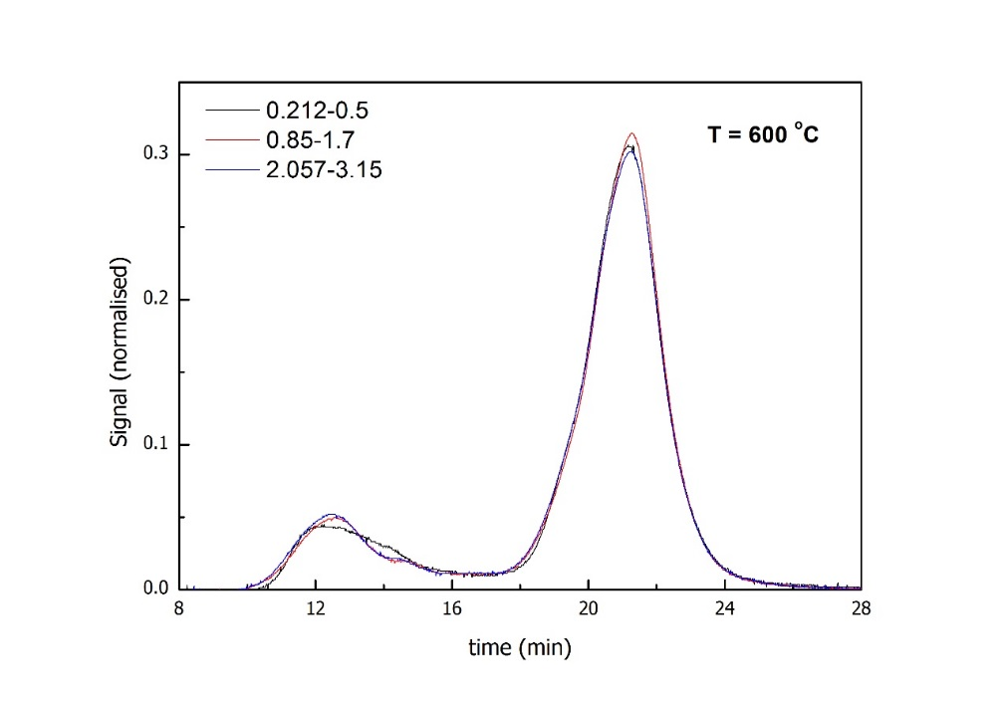 0.212-0.5
0.85-1.7
2.057-3.15
T = 600 °C
Signal (normalised)
0.3
0.2
0.1
0.0
8 12 16 20 24 28
time (min)